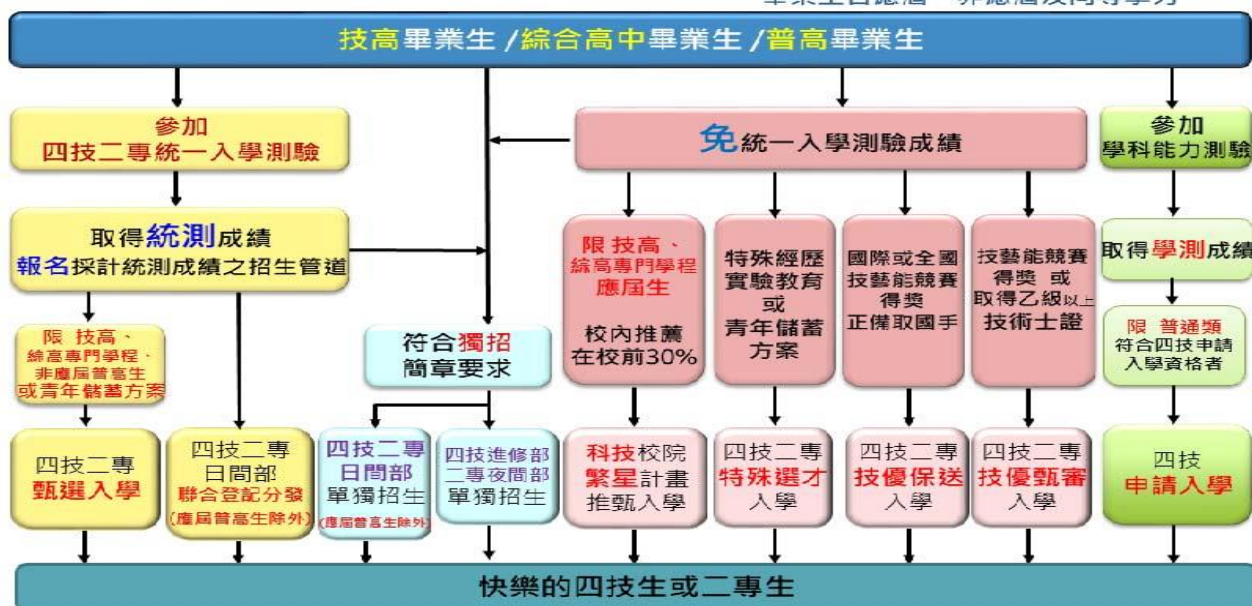 技高畢業生/綜合高中畢業生/普高畢業生
參加
四技二專統一入學測驗
免統一入學測驗成績
參加
學科能力測驗
取得統測成績
報名採計統測成績之招生管道
限 技高、
綜高專門學程
應屆生
校內推薦
在校前30%
特殊經歷
實驗教育
或
青年儲蓄
方案
國際或全國
技藝能競賽
得獎
正備取國手
技藝能競賽
得獎 或
取得乙級以上
技術士證
取得學測成績
限 技高、
綜高專門學程、
非應屆普高生
或青年儲蓄方案
符合獨招
簡章要求
限 普通類
符合四技申請
入學資格者
四技二專
甄選入學
四技二專
日間部
聯合登記分發
(應屆普高生除外)
四技二專
日間部
單獨招生
(應屆普高生除外)
四技進修部
二專夜間部
單獨招生
科技校院
繁星計畫
推甄入學
四技二專
特殊選才
入學
四技二專
技優保送
入學
四技二專
技優甄審
入學
四技
申請入學
快樂的四技生或二專生